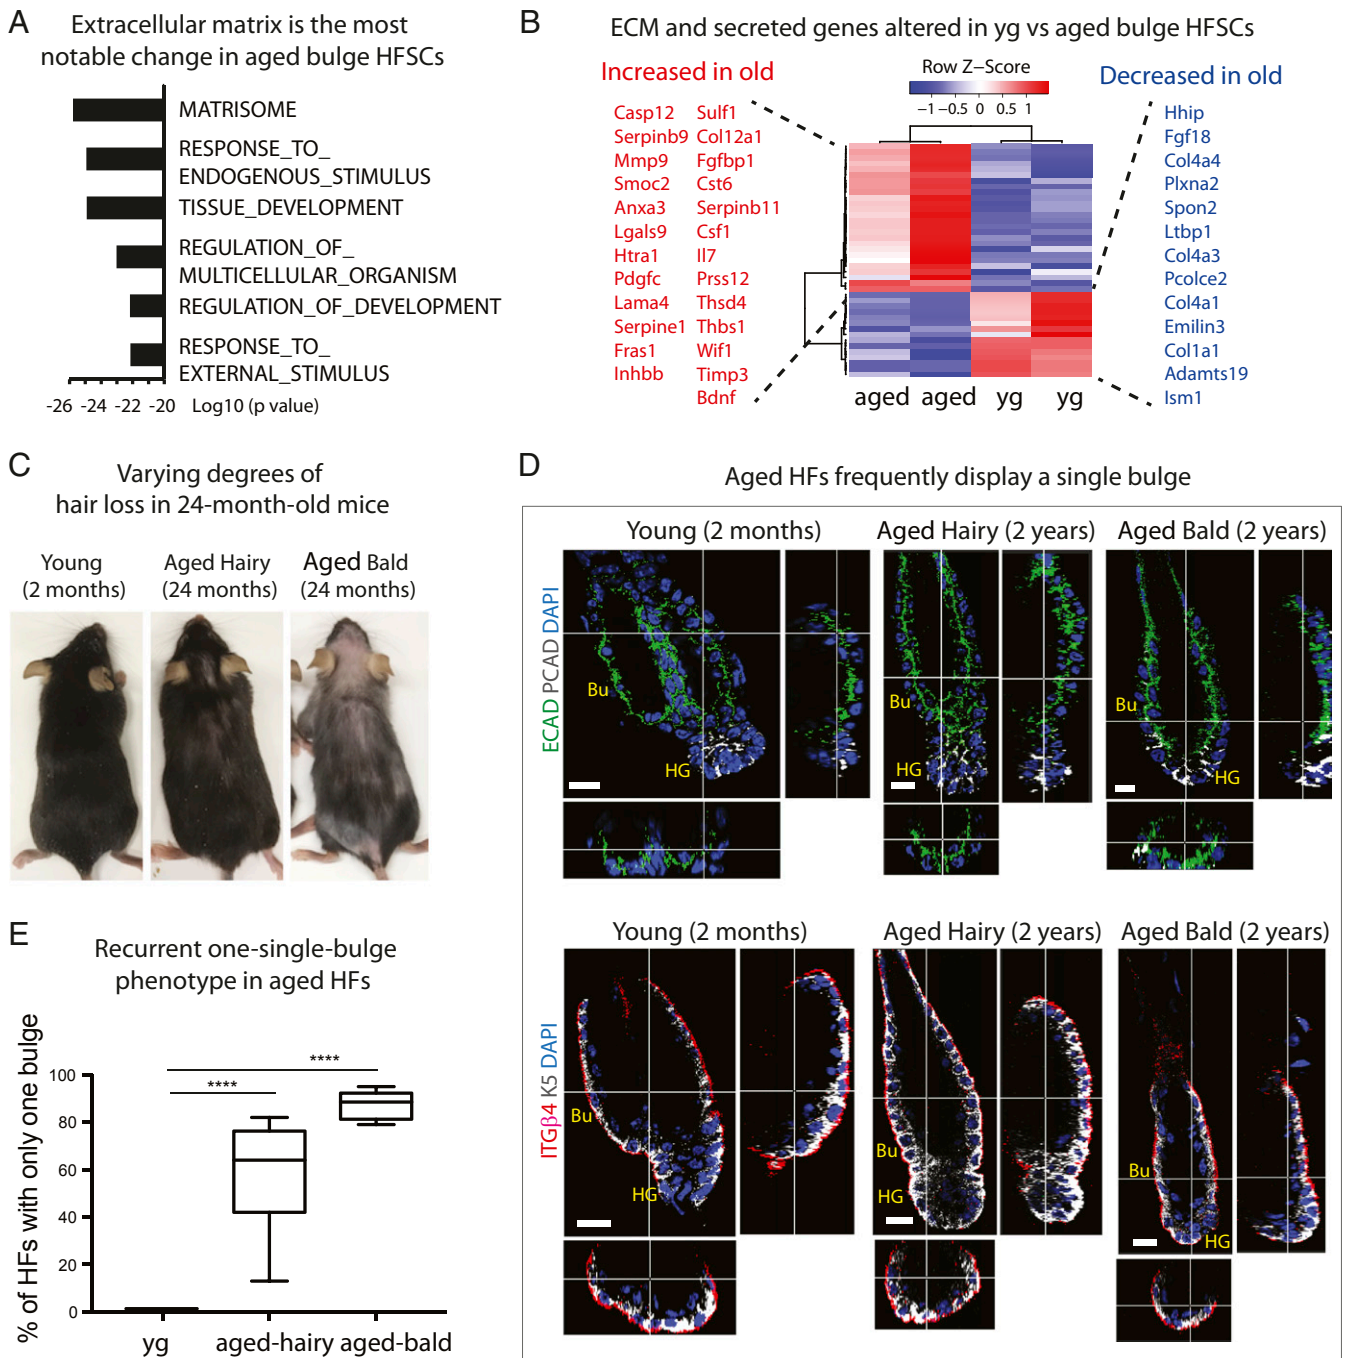 A
Extracellular matrix is the most
notable change in aged bulge HFSCs
MATRISOME
RESPONSE_TO_
ENDOGENOUS_STIMULUS
TISSUE_DEVELOPMENT
REGULATION_OF_
MULTICELLULAR_ORGANISM
REGULATION_OF_DEVELOPMENT
RESPONSE_TO_
EXTERNAL_STIMULUS
-26 -24 -22 -20 Log10 (p value)
B
ECM and secreted genes altered in yg vs aged bulge HFSCs
Increased in old
Casp12 Sulf1
Serpinb9 Col12a1
Mmp9 Fgfbp1
Smoc2 Cst6
Anxa3 Serpinb11
Lgals9 Csf1
Htra1 Il7
Pdgfc Prss12
Lama4 Thsd4
Serpine1 Thbs1
Fras1 Wif1
Inhbb Timp3
Bdnf
Row Z−Score
−1 −0.5 0 0.5 1
aged aged yg yg
Decreased in old
Hhip
Fgf18
Col4a4
Plxna2
Spon2
Ltbp1
Col4a3
Pcolce2
Col4a1
Emilin3
Col1a1
Adamts19
Ism1
C
Varying degrees of
hair loss in 24-month-old mice
Young
(2 months)
Aged Hairy
(24 months)
Aged Bald
(24 months)
D
Aged HFs frequently display a single bulge
Young (2 months)
Aged Hairy (2 years)
Aged Bald (2 years)
ECAD PCAD DAPI
Bu
HG
Bu
HG
Bu
HG
Young (2 months)
Aged Hairy (2 years)
Aged Bald (2 years)
ITGβ4 K5 DAPI
Bu
HG
Bu
HG
Bu
HG
E
Recurrent one-single-bulge
phenotype in aged HFs
% of HFs with only one bulge
100
80
60
40
20
0
****
****
yg aged-hairy aged-bald